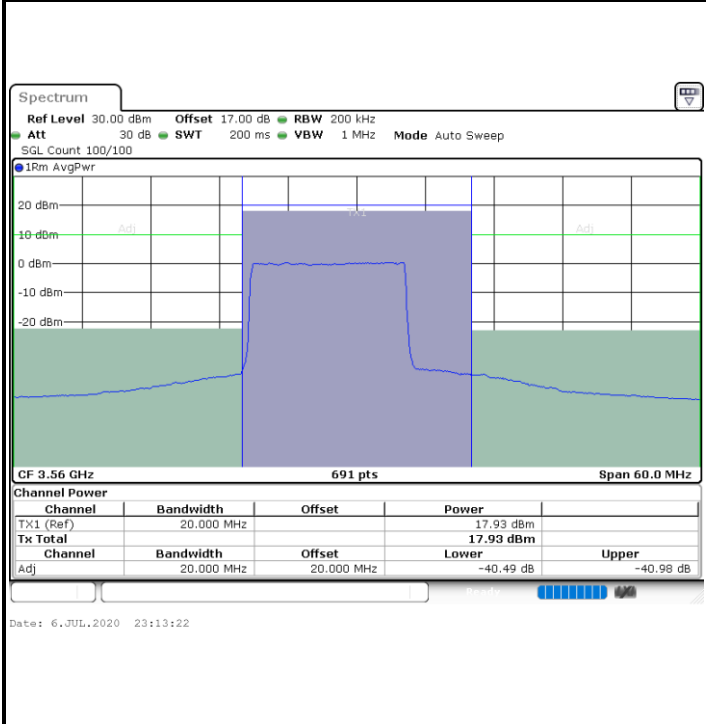 Spectrum
Ref Level 30.00 dBm Offset 17.00 dB RBW 200 kHz
Att 30 dB SWT 200 ms VBW 1 MHz Mode Auto Sweep
SGL Count 100/100
1Rm AvgPwr
20 dBm
TX1
Adj Adj
10 dBm
0 dBm
-10 dBm
-20 dBm
CF 3.56 GHz 691 pts Span 60.0 MHz
Channel Power
Channel Bandwidth Offset Power
TX1 (Ref) 20.000 MHz 17.93 dBm
Tx Total 17.93 dBm
Channel Bandwidth Offset Lower Upper
Adj 20.000 MHz 20.000 MHz -40.49 dB -40.98 dB
Ready
Date: 6.JUL.2020 23:13:22